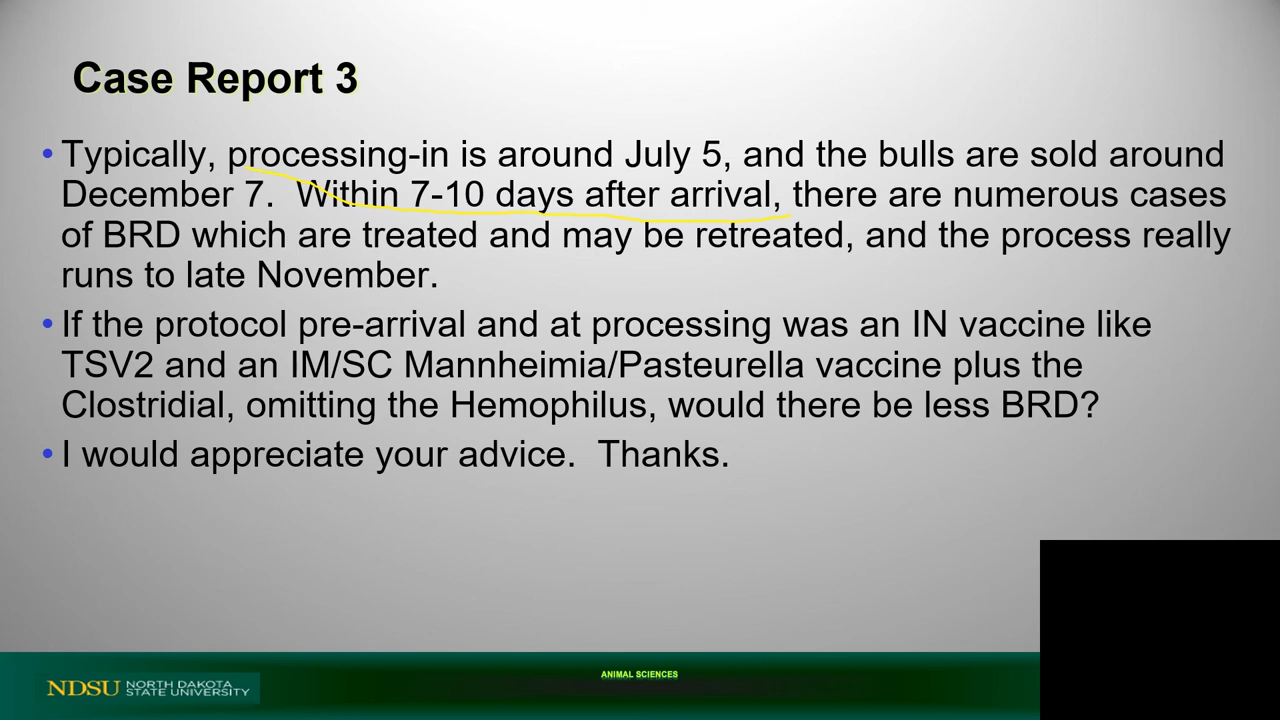 Case Report 3
• Typically, processing-in is around July 5, and the bulls are sold around
December 7.  Within 7-10 days after arrival, there are numerous cases
of BRD which are treated and may be retreated, and the process really
runs to late November.
• If the protocol pre-arrival and at processing was an IN vaccine like
TSV2 and an IM/SC Mannheimia/Pasteurella vaccine plus the
Clostridial, omitting the Hemophilus, would there be less BRD?
• I would appreciate your advice.  Thanks.
ANIMAL SCIENCES
NDSU NORTH DAKOTA
STATE UNIVERSITY